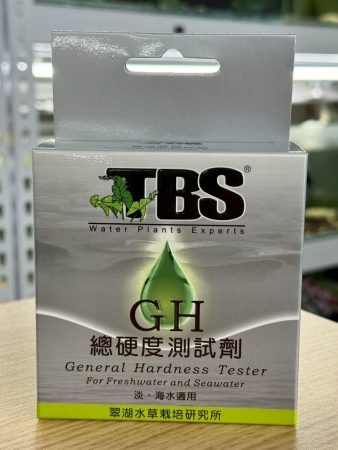 TBS®
Water Plants Experts
GH
總硬度測試劑
General Hardness Tester
For Freshwater and Seawater
淡、海水適用
翠湖水草栽培研究所